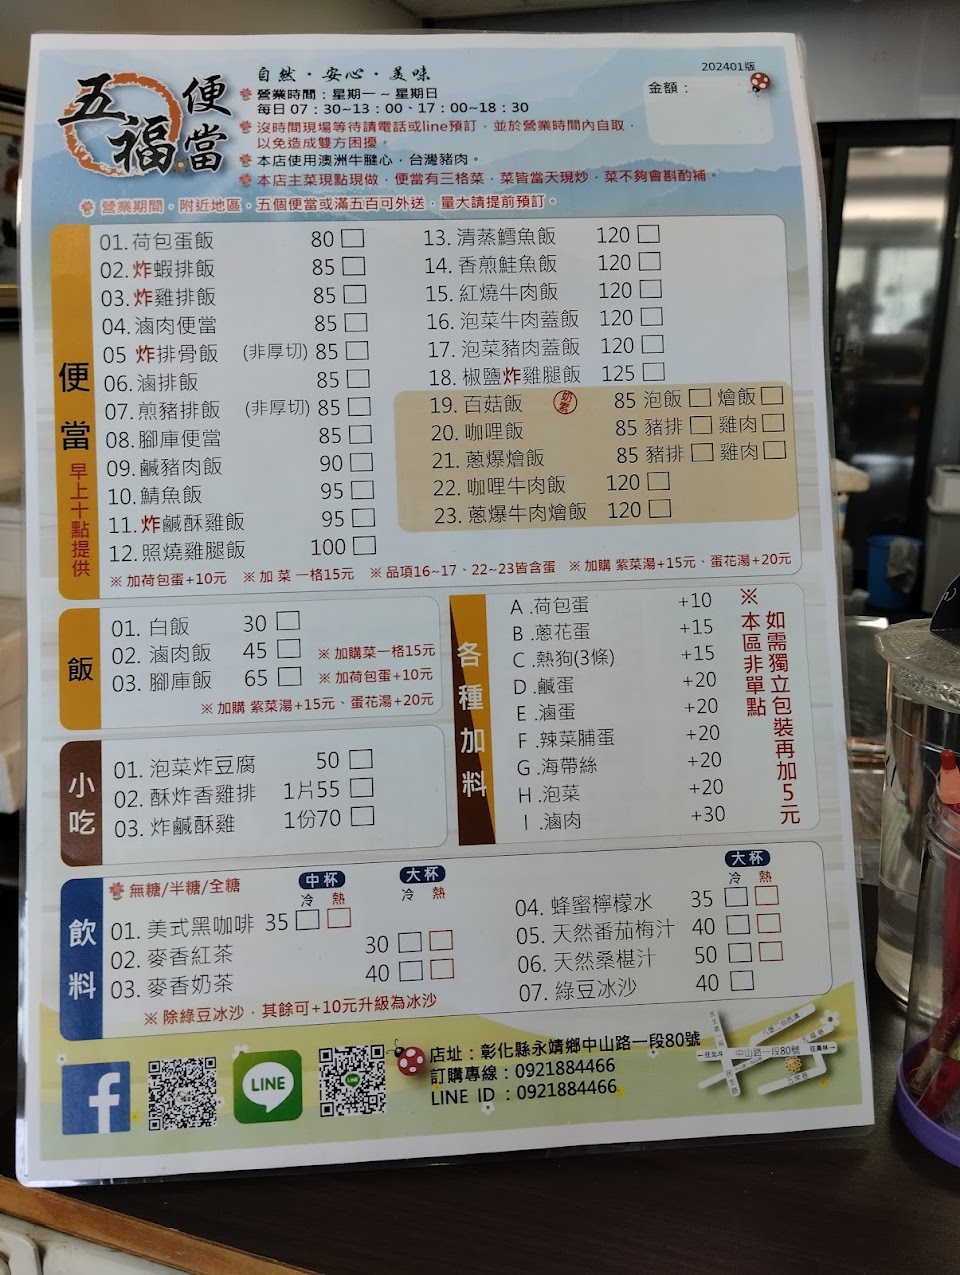 五福便當
自然・安心・美味
202401版
金額：
營業時間：星期一～星期日
每日 07：30~13：00、17：00~18：30
沒時間現場等待請電話或line預訂，並於營業時間內自取，
以免造成雙方困擾。
本店使用澳洲牛腱心，台灣豬肉。
本店主菜現點現做，便當有三格菜，菜皆當天現炒，菜不夠會斟酌補。
營業期間，附近地區，五個便當或滿五百可外送，量大請提前預訂。
便當
早上十點提供
01. 荷包蛋飯 80
02. 炸蝦排飯 85
03. 炸雞排飯 85
04. 滷肉便當 85
05 炸排骨飯 (非厚切) 85
06. 滷排飯 85
07. 煎豬排飯 (非厚切) 85
08. 腳庫便當 85
09. 鹹豬肉飯 90
10. 鯖魚飯 95
11. 炸鹹酥雞飯 95
12. 照燒雞腿飯 100
13. 清蒸鱈魚飯 120
14. 香煎鮭魚飯 120
15. 紅燒牛肉飯 120
16. 泡菜牛肉蓋飯 120
17. 泡菜豬肉蓋飯 120
18. 椒鹽炸雞腿飯 125
19. 百菇飯 奶素 85 泡飯 燴飯
20. 咖哩飯 85 豬排 雞肉
21. 蔥爆燴飯 85 豬排 雞肉
22. 咖哩牛肉飯 120
23. 蔥爆牛肉燴飯 120
※ 加荷包蛋+10元 ※ 加 菜 一格15元 ※ 品項16~17、22~23皆含蛋 ※ 加購 紫菜湯+15元、蛋花湯+20元
飯
01. 白飯 30
02. 滷肉飯 45 ※ 加購菜一格15元
03. 腳庫飯 65 ※ 加荷包蛋+10元
※ 加購 紫菜湯+15元、蛋花湯+20元
小吃
01. 泡菜炸豆腐 50
02. 酥炸香雞排 1片55
03. 炸鹹酥雞 1份70
各種加料
A .荷包蛋 +10
B .蔥花蛋 +15
C .熱狗(3條) +15
D .鹹蛋 +20
E .滷蛋 +20
F .辣菜脯蛋 +20
G .海帶絲 +20
H .泡菜 +20
I .滷肉 +30
※ 如需獨立包裝再加5元
本區非單點
飲料
無糖/半糖/全糖
中杯 大杯
冷 熱 冷 熱
01. 美式黑咖啡 35
02. 麥香紅茶 30
03. 麥香奶茶 40
大杯
冷 熱
04. 蜂蜜檸檬水 35
05. 天然番茄梅汁 40
06. 天然桑椹汁 50
07. 綠豆冰沙 40
※ 除綠豆冰沙，其餘可+10元升級為冰沙
LINE
店址：彰化縣永靖鄉中山路一段80號
訂購專線：0921884466
LINE ID ：0921884466
中山路一段80號